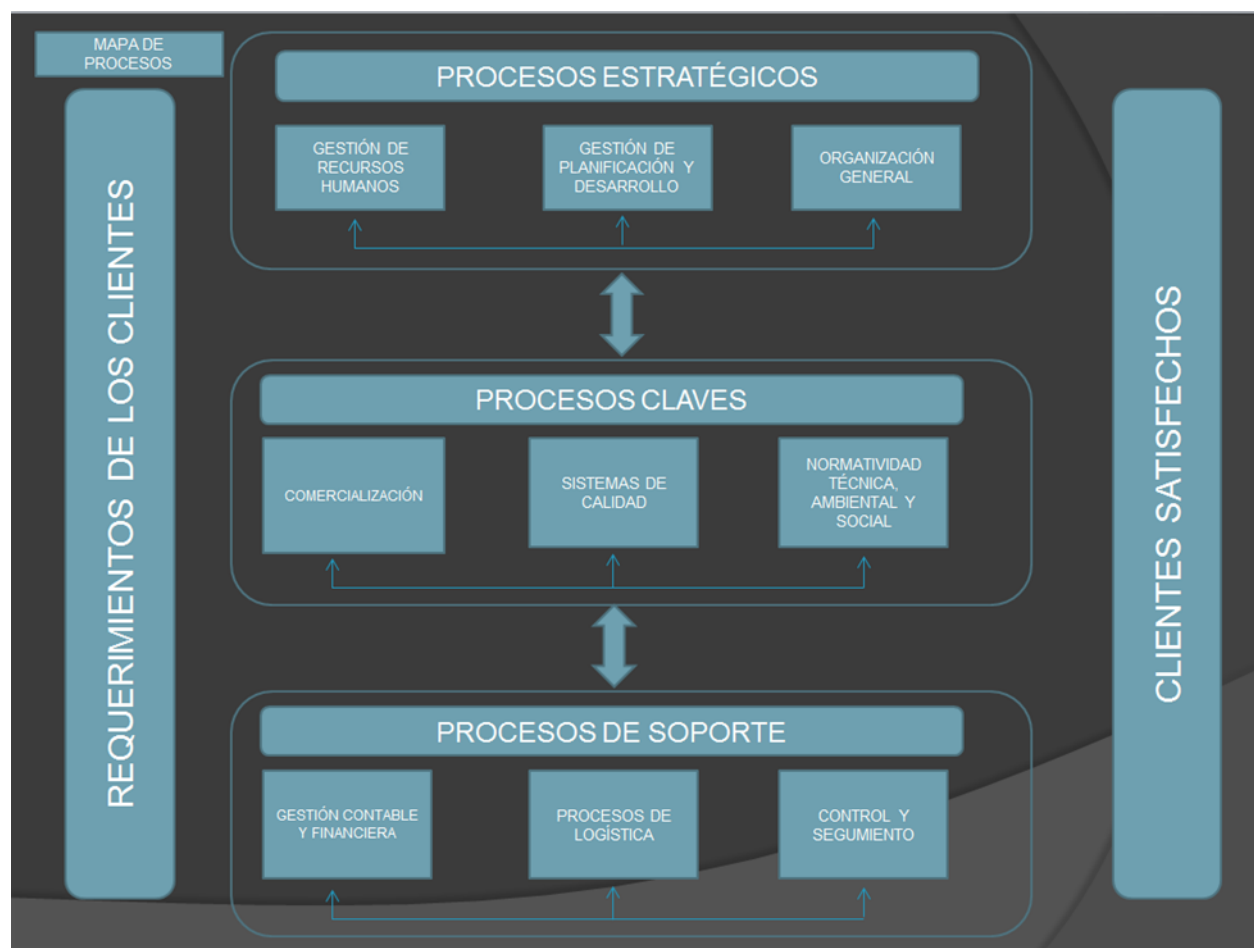 MAPA DE
PROCESOS
REQUERIMIENTOS DE LOS CLIENTES
PROCESOS ESTRATÉGICOS
GESTIÓN DE
RECURSOS
HUMANOS
GESTIÓN DE
PLANIFICACIÓN Y
DESARROLLO
ORGANIZACIÓN
GENERAL
PROCESOS CLAVES
COMERCIALIZACIÓN
SISTEMAS DE
CALIDAD
NORMATIVIDAD
TÉCNICA,
AMBIENTAL Y
SOCIAL
PROCESOS DE SOPORTE
GESTIÓN CONTABLE
Y FINANCIERA
PROCESOS DE
LOGÍSTICA
CONTROL Y
SEGUMIENTO
CLIENTES SATISFECHOS